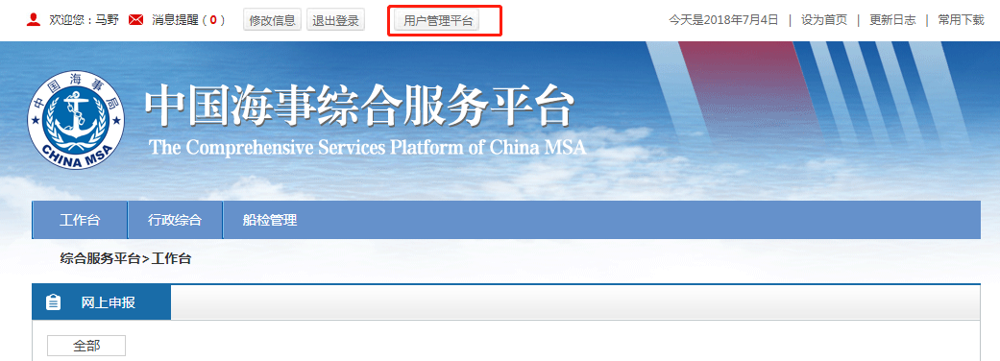 欢迎您：马野 消息提醒（0） 修改信息 退出登录 用户管理平台 今天是2018年7月4日 | 设为首页 | 更新日志 | 常用下载
中国海事局
CHINA MSA
中国海事综合服务平台
The Comprehensive Services Platform of China MSA
工作台 行政综合 船检管理
综合服务平台>工作台
网上申报
全部